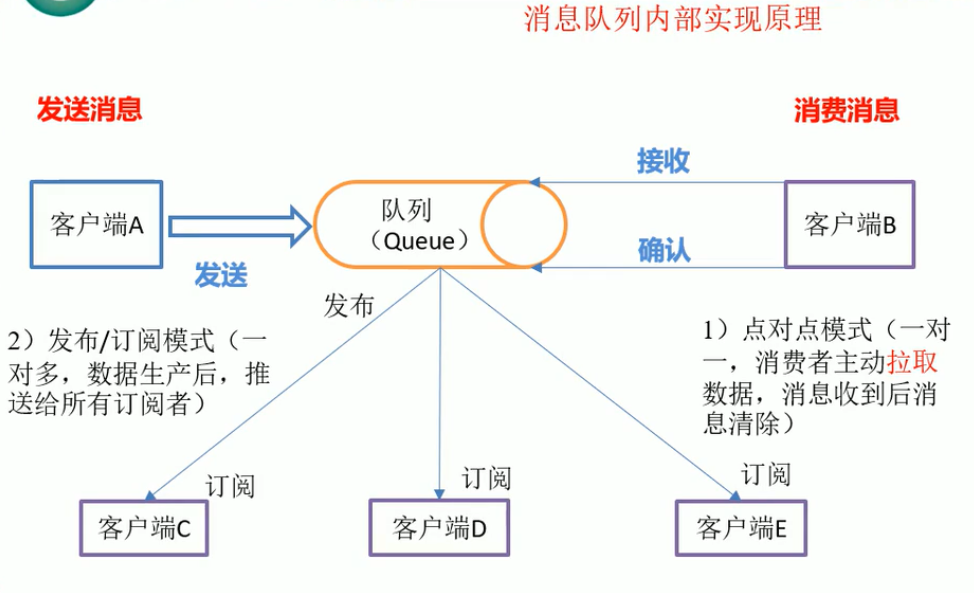 消息队列内部实现原理
发送消息
消费消息
接收
客户端A
队列
（Queue）
客户端B
发送
确认
发布
2）发布/订阅模式（一
对多，数据生产后，推
送给所有订阅者）
1）点对点模式（一对
一，消费者主动拉取
数据，消息收到后消
息清除）
订阅
订阅
订阅
客户端C
客户端D
客户端E